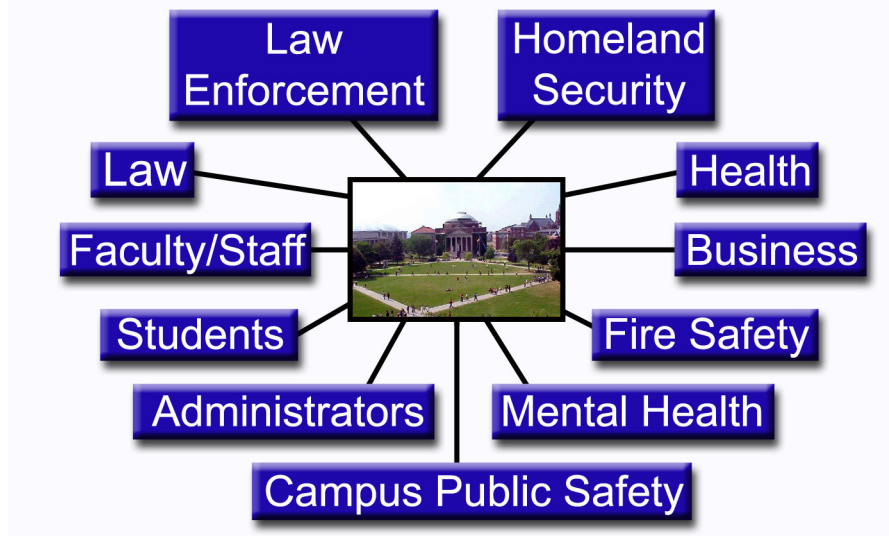 Law
Enforcement
Homeland
Security
Law
Health
Faculty/Staff
Business
Students
Fire Safety
Administrators
Mental Health
Campus Public Safety